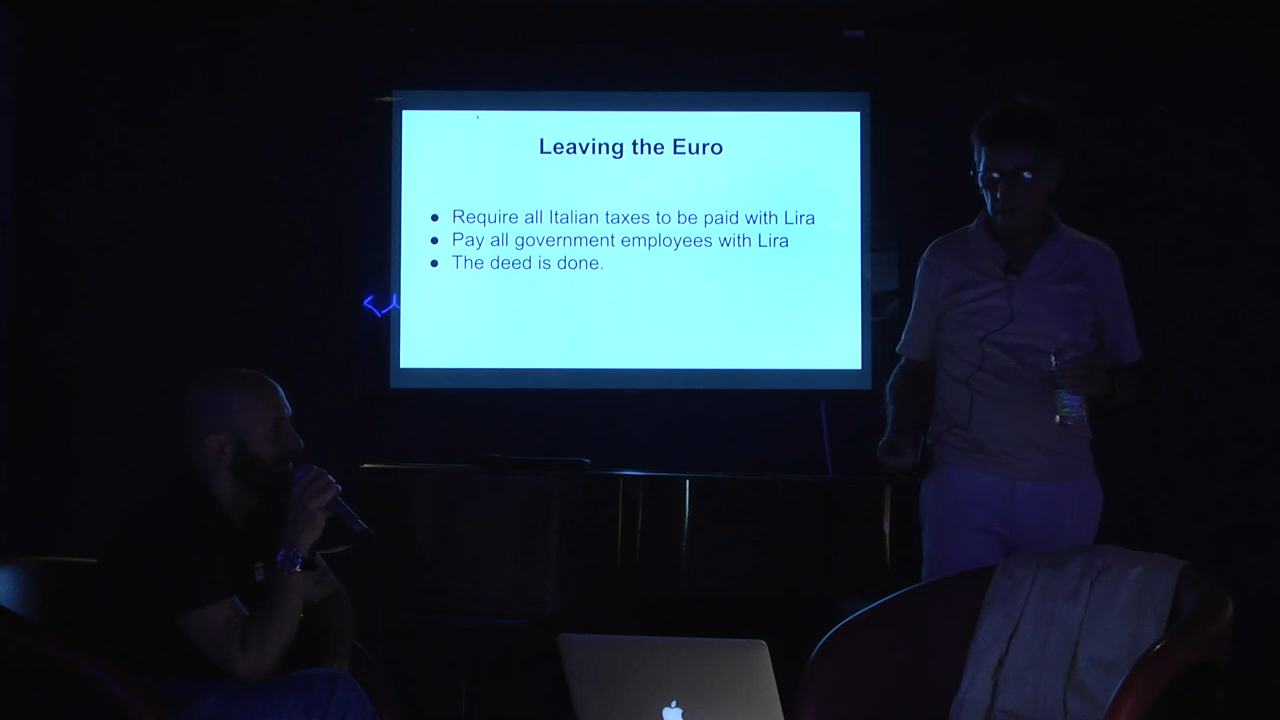 Leaving the Euro
● Require all Italian taxes to be paid with Lira
● Pay all government employees with Lira
● The deed is done.